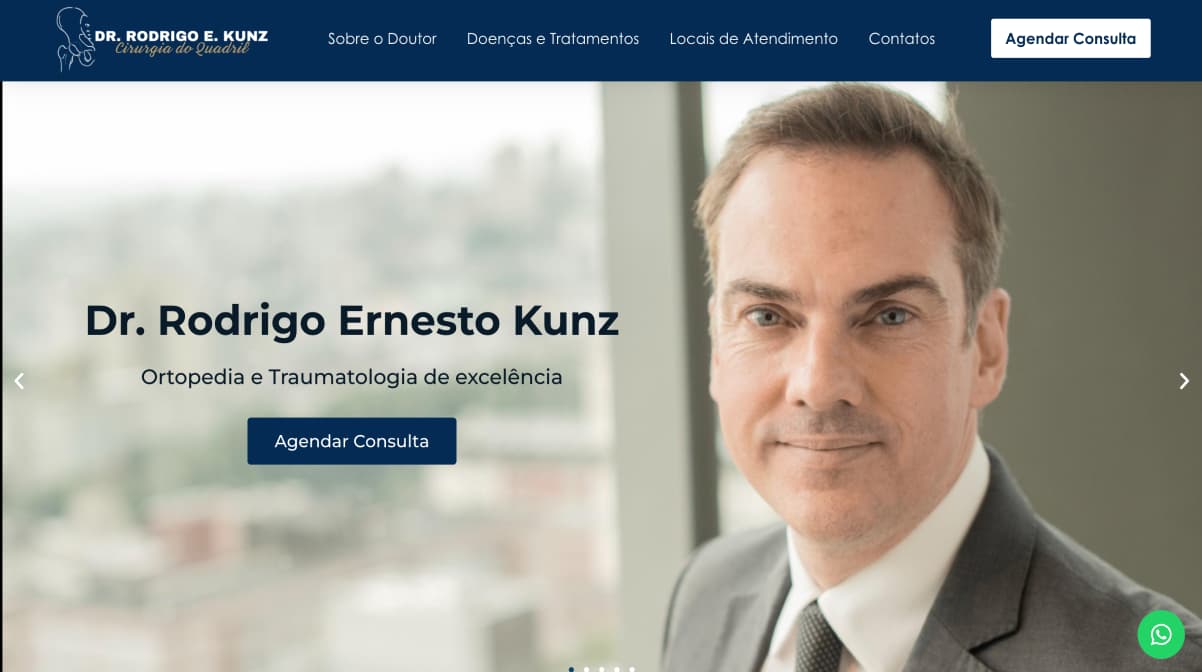 DR. RODRIGO E. KUNZ
Cirurgia do Quadril
Sobre o Doutor
Doenças e Tratamentos
Locais de Atendimento
Contatos
Agendar Consulta
Dr. Rodrigo Ernesto Kunz
Ortopedia e Traumatologia de excelência
Agendar Consulta